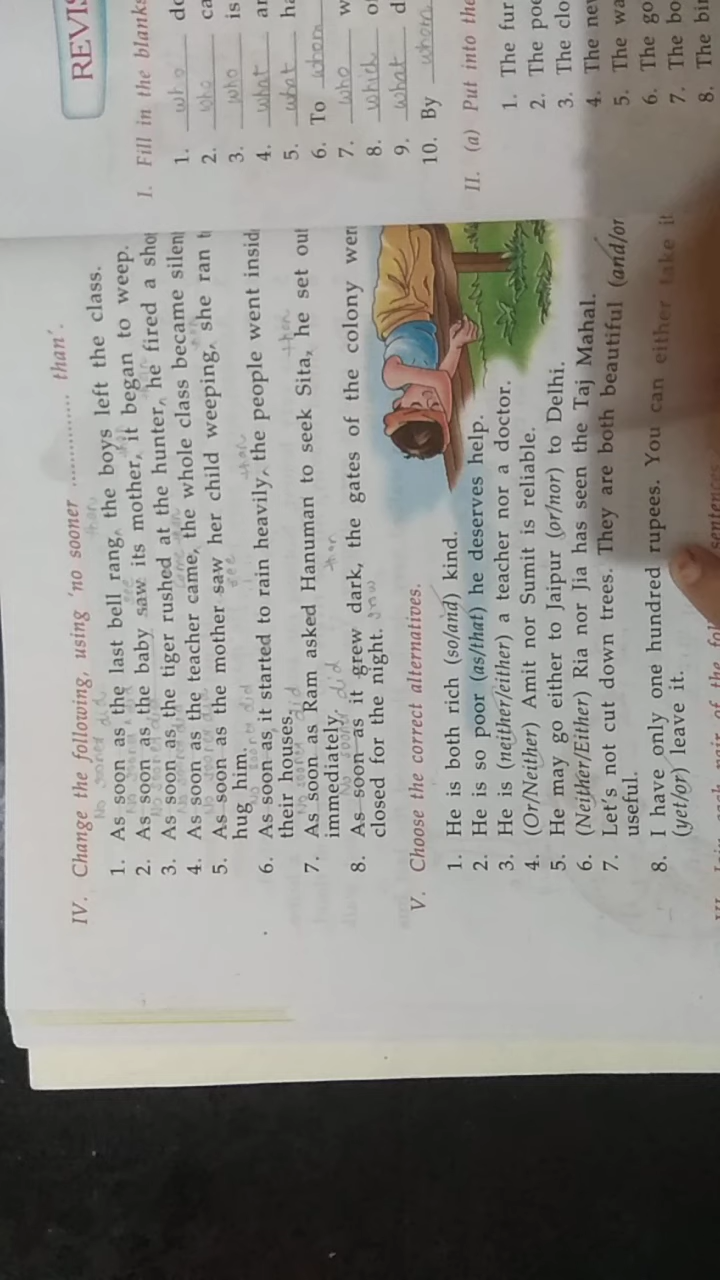 IV. Change the following, using 'no sooner .............. than'.
1. As soon as the last bell rang, the boys left the class.
2. As soon as the baby saw its mother, it began to weep.
3. As soon as the tiger rushed at the hunter, he fired a
4. As soon as the teacher came, the whole class became
5. As soon as the mother saw her child weeping, she ran
hug him.
6. As soon as it started to rain heavily, the people went
their houses.
7. As soon as Ram asked Hanuman to seek Sita, he set
immediately.
8. As soon as it grew dark, the gates of the colony
closed for the night.
No sooner did
than
see
V. Choose the correct alternatives.
1. He is both rich (so/and) kind.
2. He is so poor (as/that) he deserves help.
3. He is (neither/either) a teacher nor a doctor.
4. (Or/Neither) Amit nor Sumit is reliable.
5. He may go either to Jaipur (or/nor) to Delhi.
6. (Neither/Either) Ria nor Jia has seen the Taj Mahal.
7. Let's not cut down trees. They are both beautiful (and/or
useful.
8. I have only one hundred rupees. You can either take it
(yet/or) leave it.
REVIS
I. Fill in the blanks
1. who
2. who
3. who is
4. what
5. what
6. To whom
7. who
8. which
9. what
10. By whom
II. (a) Put into the
1. The fur
2. The
3. The
4. The
5. The
6. The
7. The
8. The